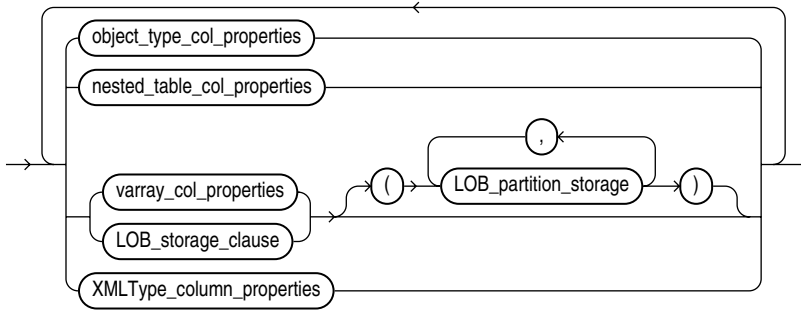 object_type_col_properties
nested_table_col_properties
,
varray_col_properties
( LOB_partition_storage )
LOB_storage_clause
XMLType_column_properties